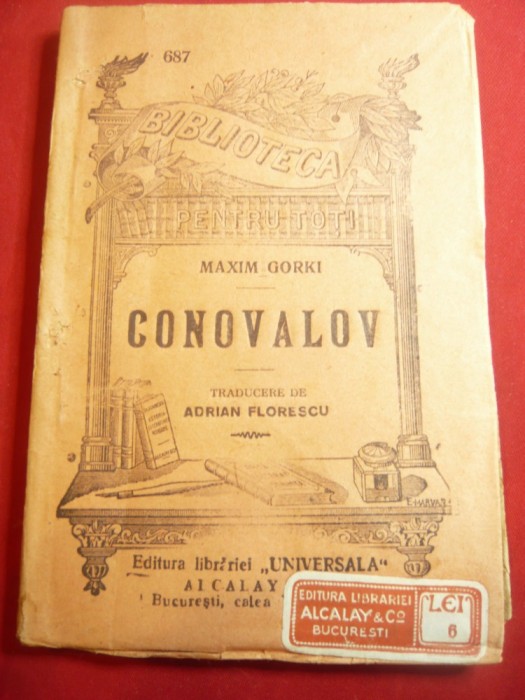 687
BIBLIOTECA
PENTRU TOȚI
MAXIM GORKI
CONOVALOV
TRADUCERE DE
ADRIAN FLORESCU
Editura librăriei „UNIVERSALA"
ALCALAY
București, calea
EDITURA LIBRARIEI
ALCALAY & Co
BUCURESTI
LEI
6